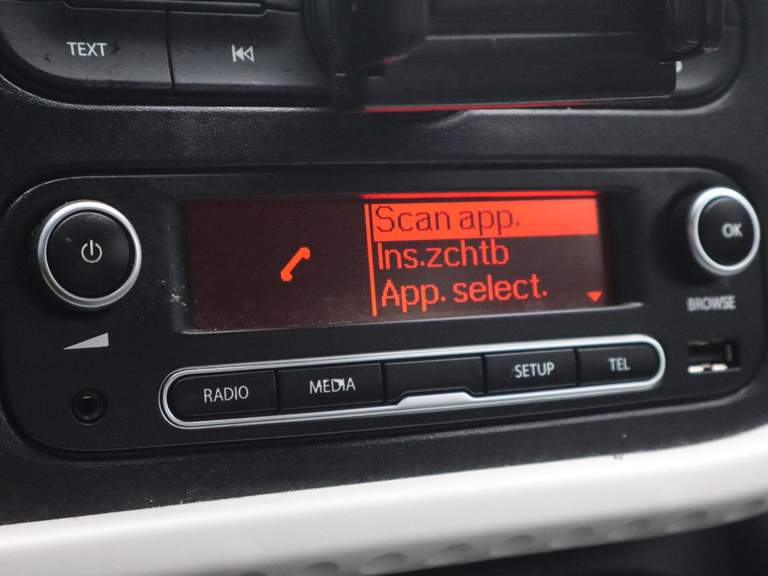 TEXT
Scan app.
Ins.zchtb
App. select.
OK
BROWSE
RADIO
MEDIA
SETUP
TEL